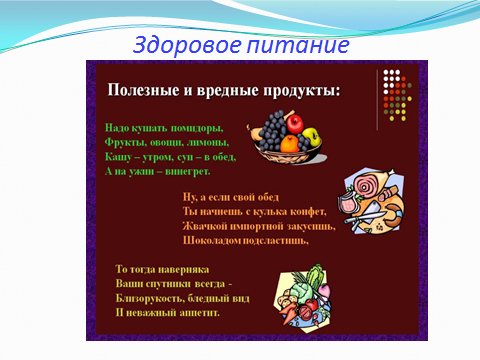 Здоровое питание
Полезные и вредные продукты:
Надо кушать помидоры,
Фрукты, овощи, лимоны,
Кашу – утром, суп – в обед,
А на ужин – винегрет.
Ну, а если свой обед
Ты начнешь с кулька конфет,
Жвачкой импортной закусишь,
Шоколадом подсластишь,
То тогда наверняка
Ваши спутники всегда -
Близорукость, бледный вид
И неважный аппетит.